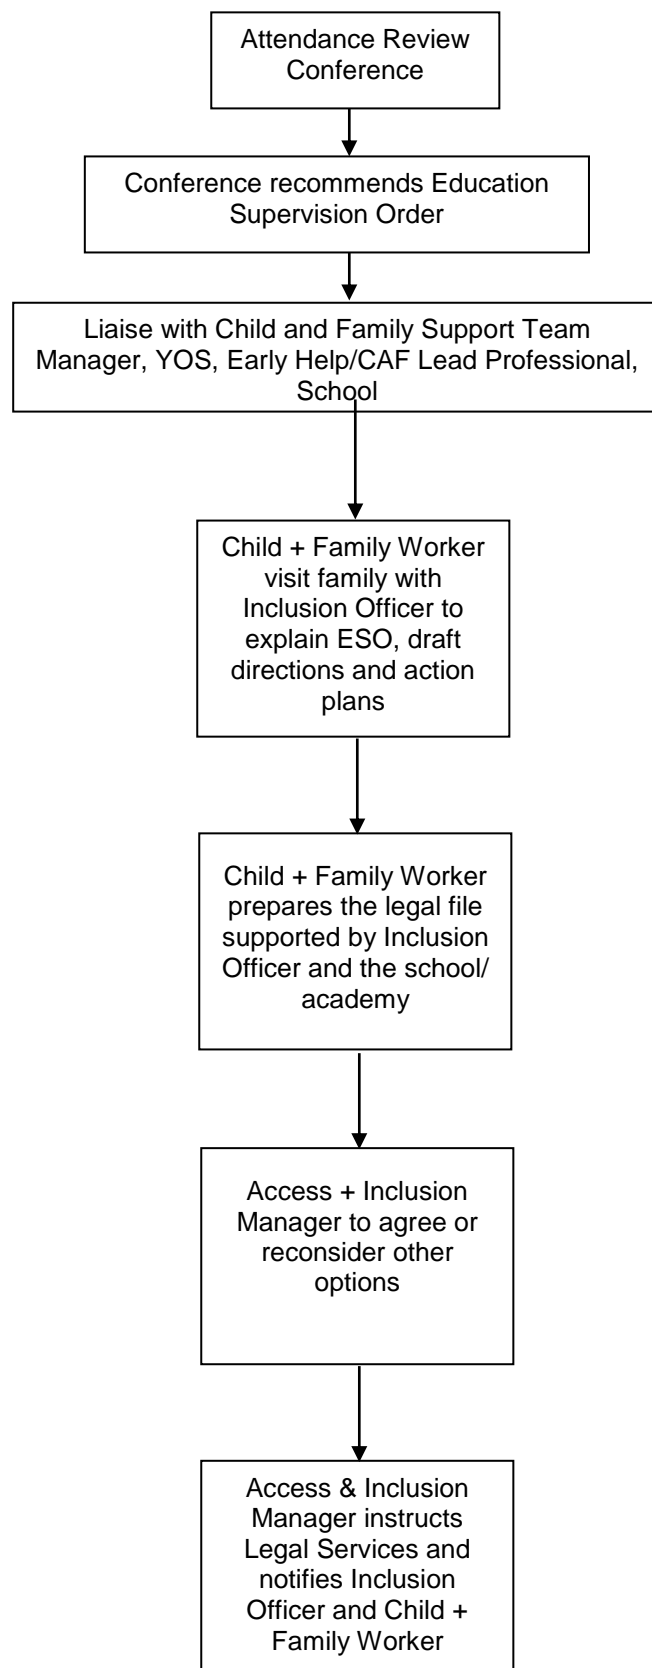 Attendance Review
Conference
Conference recommends Education
Supervision Order
Liaise with Child and Family Support Team
Manager, YOS, Early Help/CAF Lead Professional,
School
Child + Family Worker
visit family with
Inclusion Officer to
explain ESO, draft
directions and action
plans
Child + Family Worker
prepares the legal file
supported by Inclusion
Officer and the school/
academy
Access + Inclusion
Manager to agree or
reconsider other
options
Access & Inclusion
Manager instructs
Legal Services and
notifies Inclusion
Officer and Child +
Family Worker